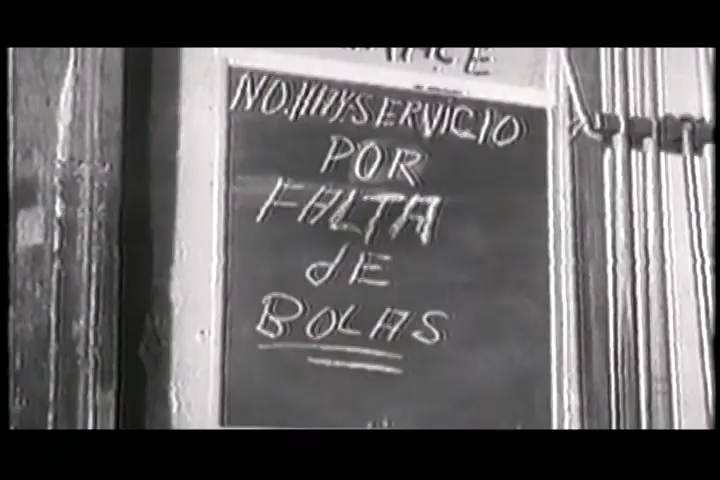 NO.HAY SERVICIO
POR
FALTA
DE
BOLAS